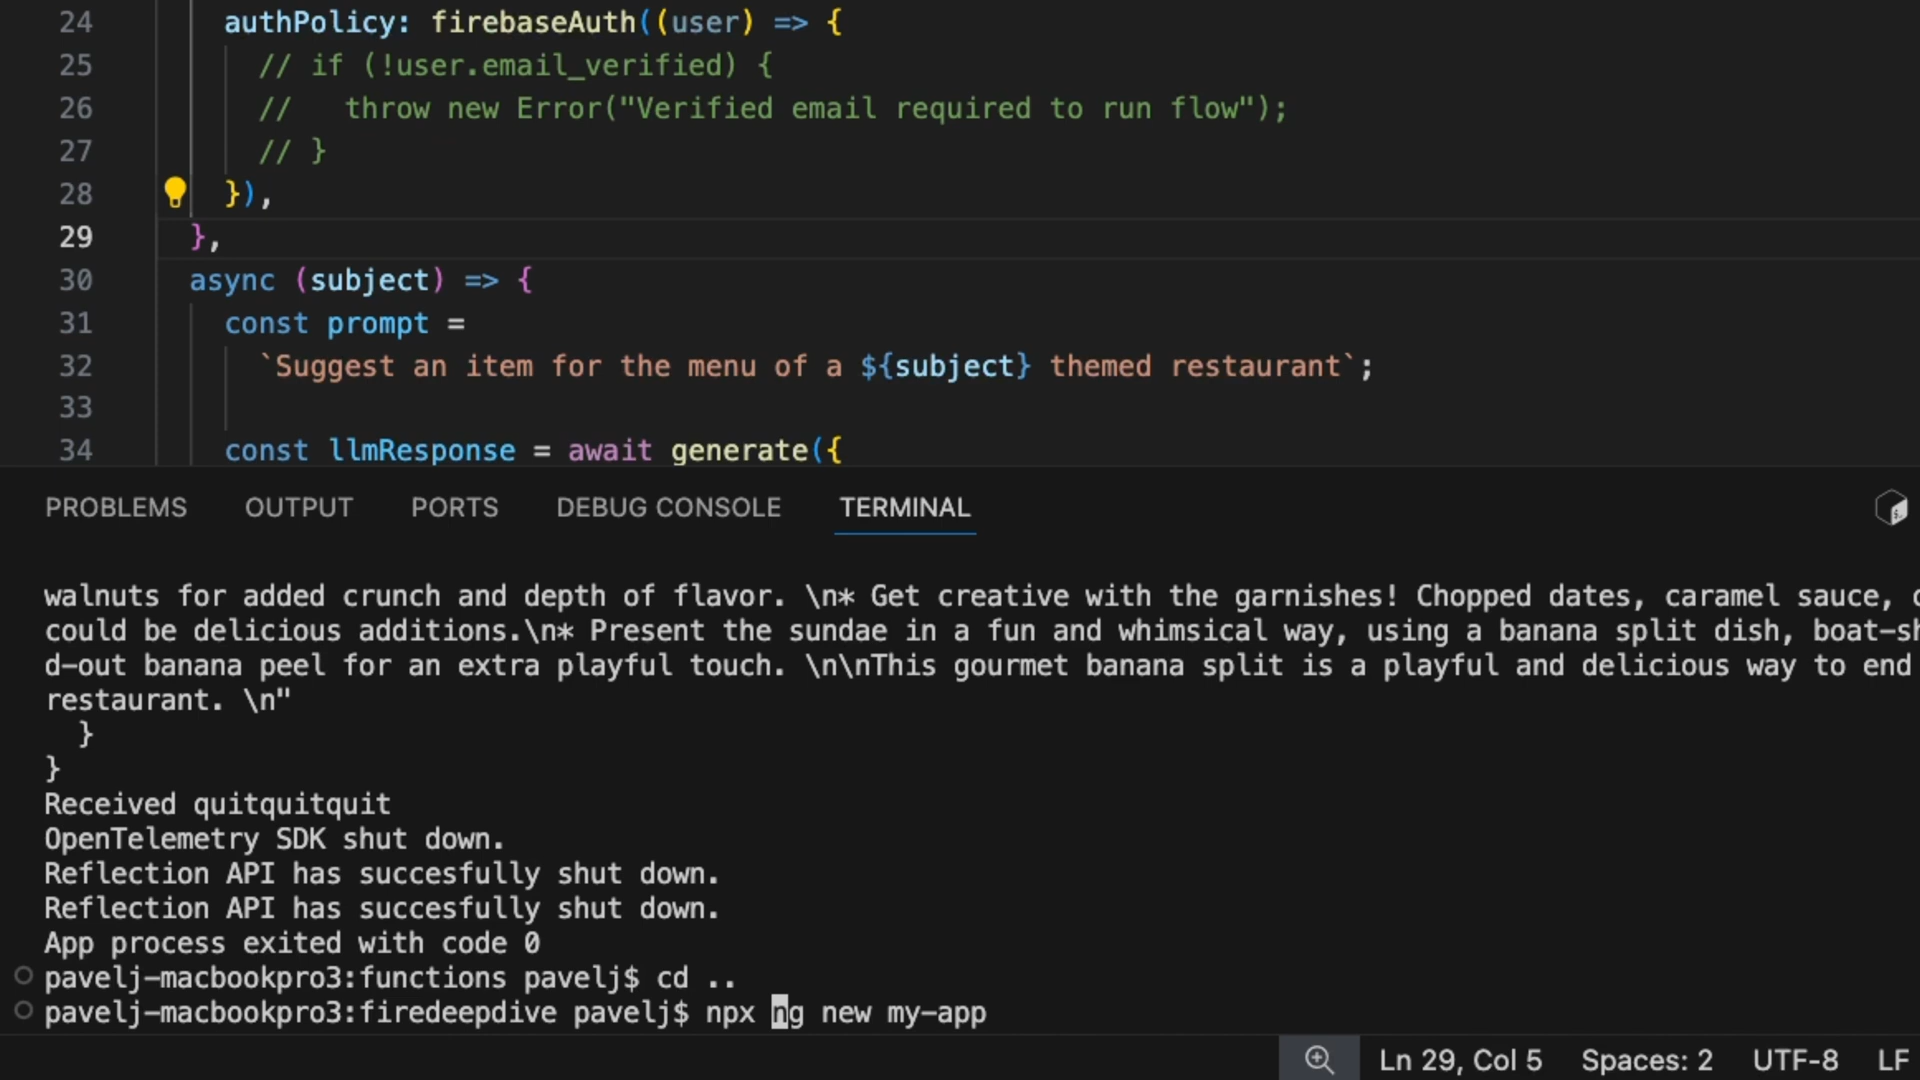 24 authPolicy: firebaseAuth((user) => {
25 // if (!user.email_verified) {
26 //   throw new Error("Verified email required to run flow");
27 // }
28 }),
29 },
30 async (subject) => {
31 const prompt =
32 `Suggest an item for the menu of a ${subject} themed restaurant`;
33
34 const llmResponse = await generate({
PROBLEMS OUTPUT PORTS DEBUG CONSOLE TERMINAL
walnuts for added crunch and depth of flavor. \n* Get creative with the garnishes! Chopped dates, caramel sauce,
could be delicious additions.\n* Present the sundae in a fun and whimsical way, using a banana split dish, boat-sh
d-out banana peel for an extra playful touch. \n\nThis gourmet banana split is a playful and delicious way to end
restaurant. \n"
}
}
Received quitquitquit
OpenTelemetry SDK shut down.
Reflection API has succesfully shut down.
Reflection API has succesfully shut down.
App process exited with code 0
pavelj-macbookpro3:functions pavelj$ cd ..
pavelj-macbookpro3:firedeepdive pavelj$ npx ng new my-app
Ln 29, Col 5 Spaces: 2 UTF-8 LF